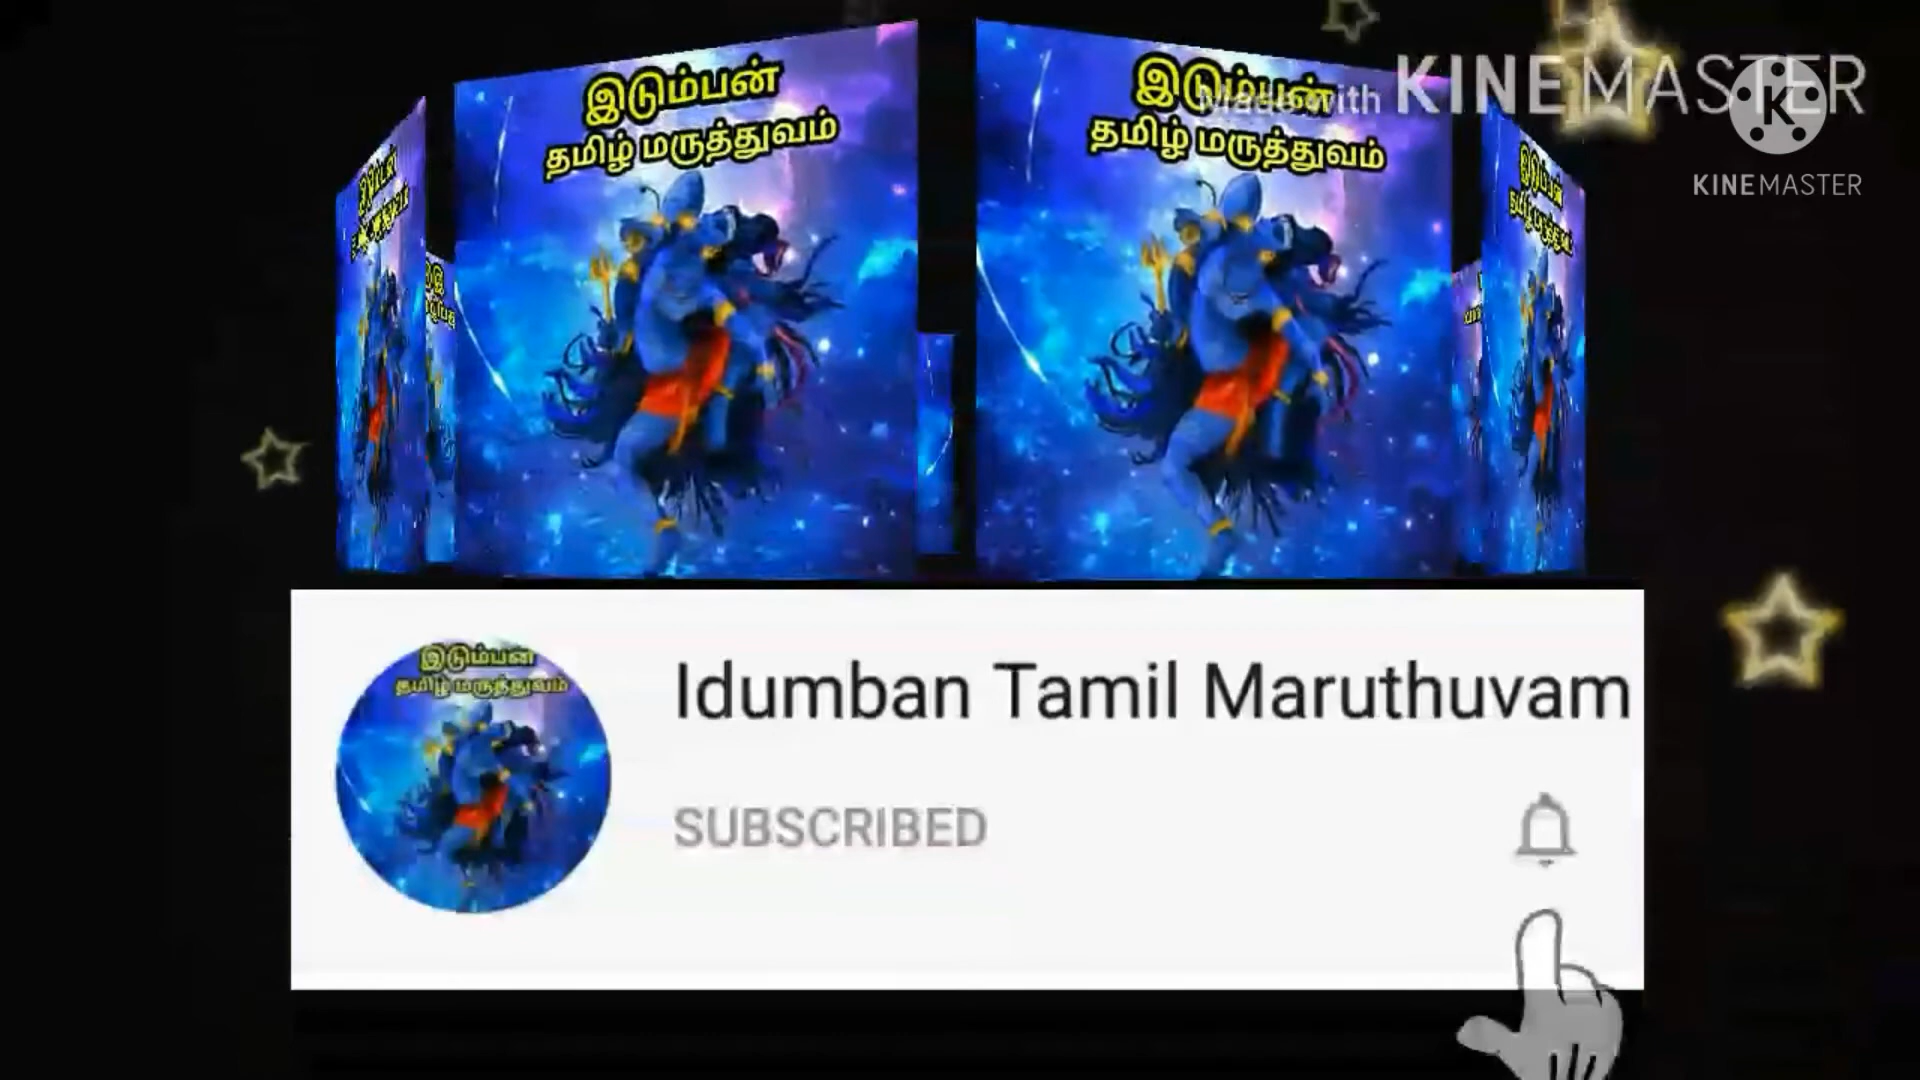 இடும்பன்
தமிழ் மருத்துவம்
இடும்பன்
தமிழ் மருத்துவம்
Made with KINEMASTER
K
KINEMASTER
இடும்பன்
தமிழ் மருத்துவம்
Idumban Tamil Maruthuvam
SUBSCRIBED